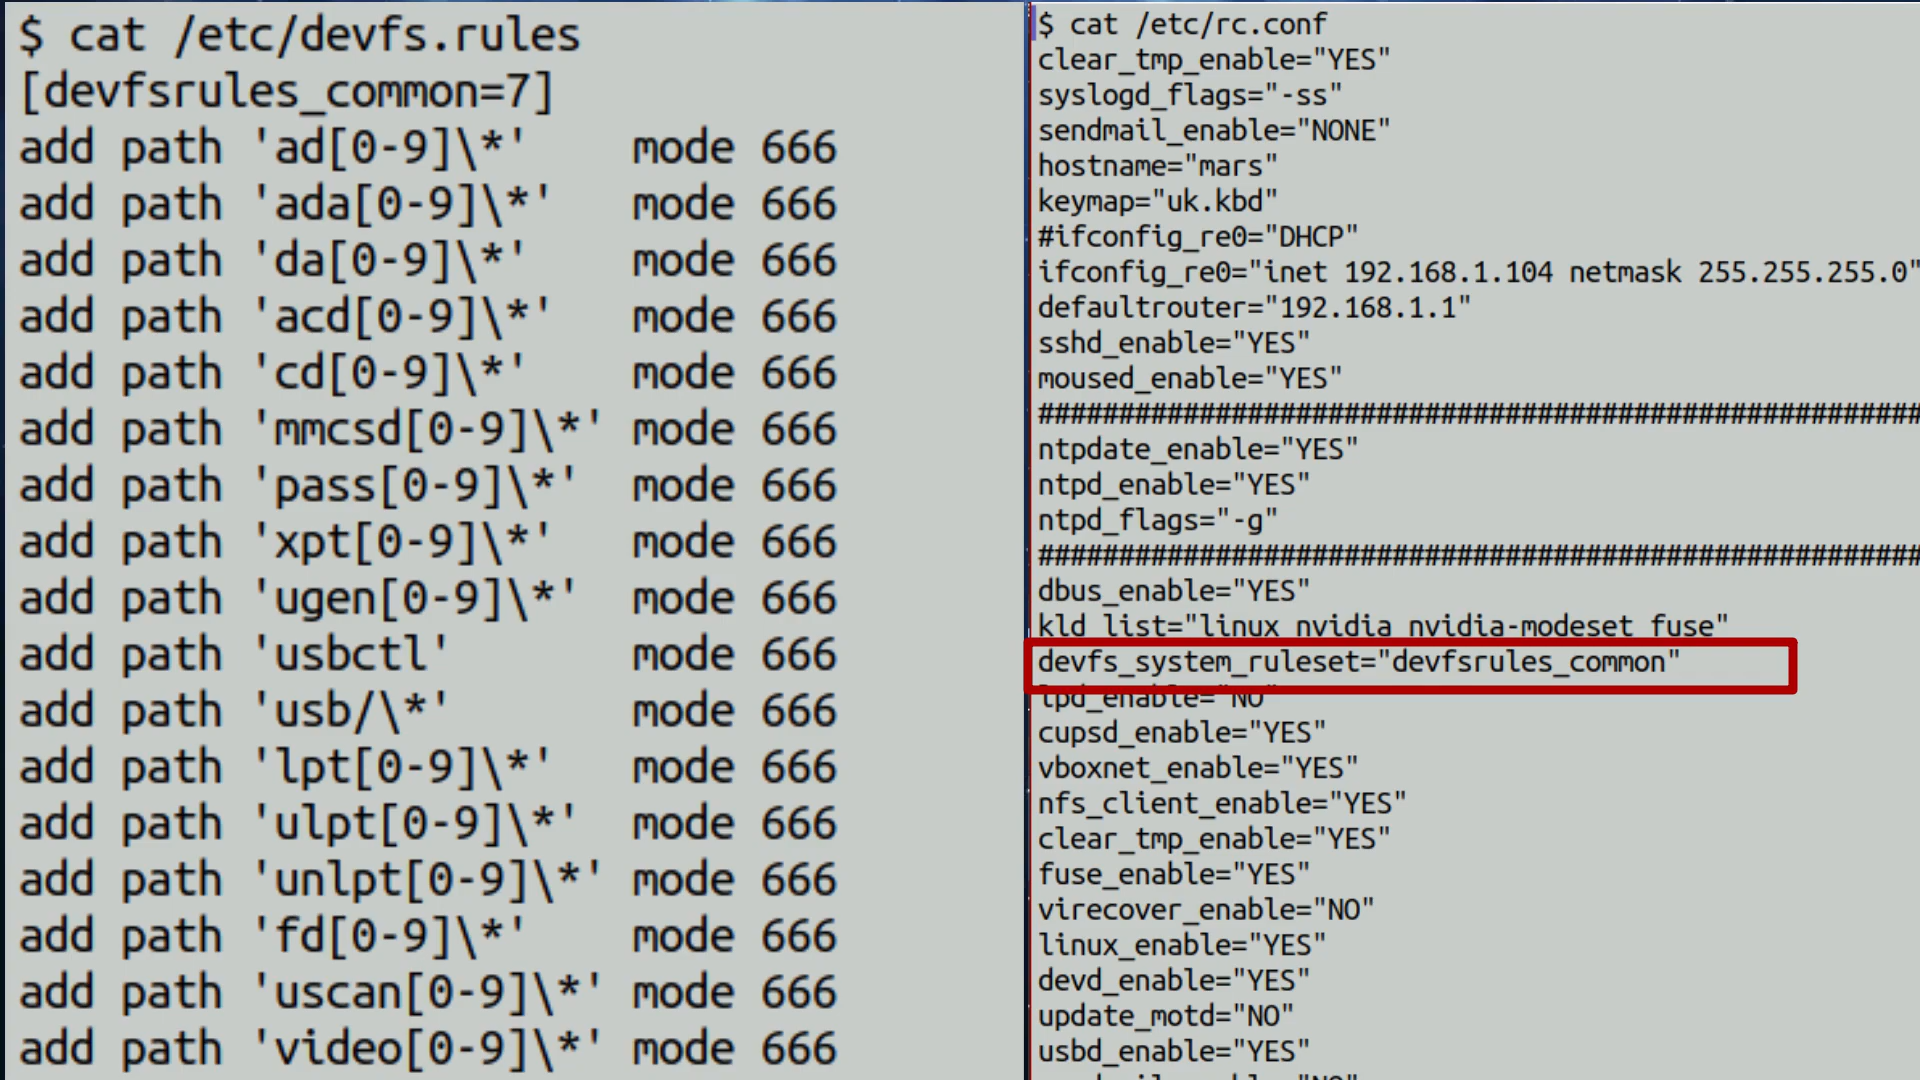 $ cat /etc/devfs.rules
[devfsrules_common=7]
add path 'ad[0-9]\*'    mode 666
add path 'ada[0-9]\*'   mode 666
add path 'da[0-9]\*'    mode 666
add path 'acd[0-9]\*'   mode 666
add path 'cd[0-9]\*'    mode 666
add path 'mmcsd[0-9]\*' mode 666
add path 'pass[0-9]\*'  mode 666
add path 'xpt[0-9]\*'   mode 666
add path 'ugen[0-9]\*'  mode 666
add path 'usbctl'       mode 666
add path 'usb/\*'       mode 666
add path 'lpt[0-9]\*'   mode 666
add path 'ulpt[0-9]\*'  mode 666
add path 'unlpt[0-9]\*' mode 666
add path 'fd[0-9]\*'    mode 666
add path 'uscan[0-9]\*' mode 666
add path 'video[0-9]\*' mode 666
$ cat /etc/rc.conf
clear_tmp_enable="YES"
syslogd_flags="-ss"
sendmail_enable="NONE"
hostname="mars"
keymap="uk.kbd"
#ifconfig_re0="DHCP"
ifconfig_re0="inet 192.168.1.104 netmask 255.255.255.0"
defaultrouter="192.168.1.1"
sshd_enable="YES"
moused_enable="YES"
#######################################################
ntpdate_enable="YES"
ntpd_enable="YES"
ntpd_flags="-g"
#######################################################
dbus_enable="YES"
kld_list="linux nvidia nvidia-modeset fuse"
devfs_system_ruleset="devfsrules_common"
lpd_enable="NO"
cupsd_enable="YES"
vboxnet_enable="YES"
nfs_client_enable="YES"
clear_tmp_enable="YES"
fuse_enable="YES"
virecover_enable="NO"
linux_enable="YES"
devd_enable="YES"
update_motd="NO"
usbd_enable="YES"